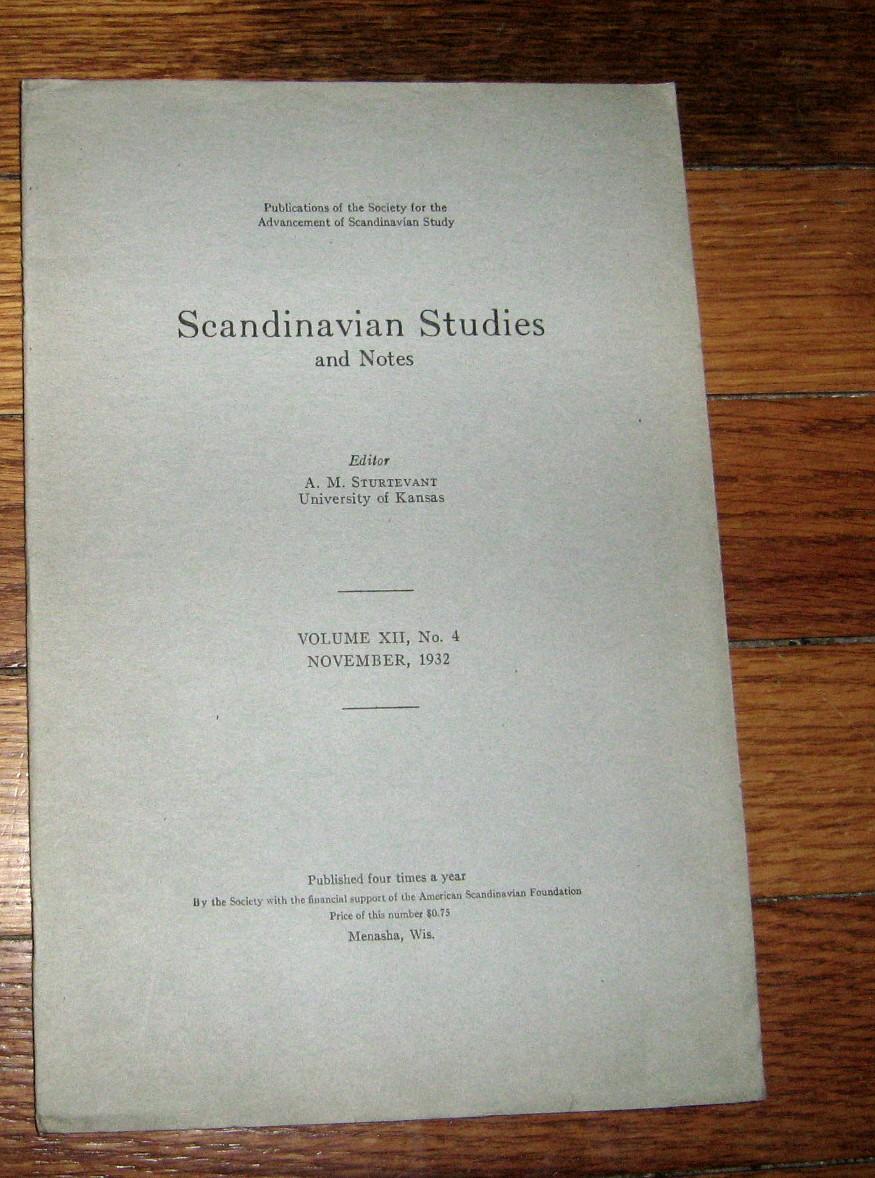 Publications of the Society for the
Advancement of Scandinavian Study
Scandinavian Studies
and Notes
Editor
A. M. STURTEVANT
University of Kansas
VOLUME XII, No. 4
NOVEMBER, 1932
Published four times a year
By the Society with the financial support of the American Scandinavian Foundation
Price of this number $0.75
Menasha, Wis.